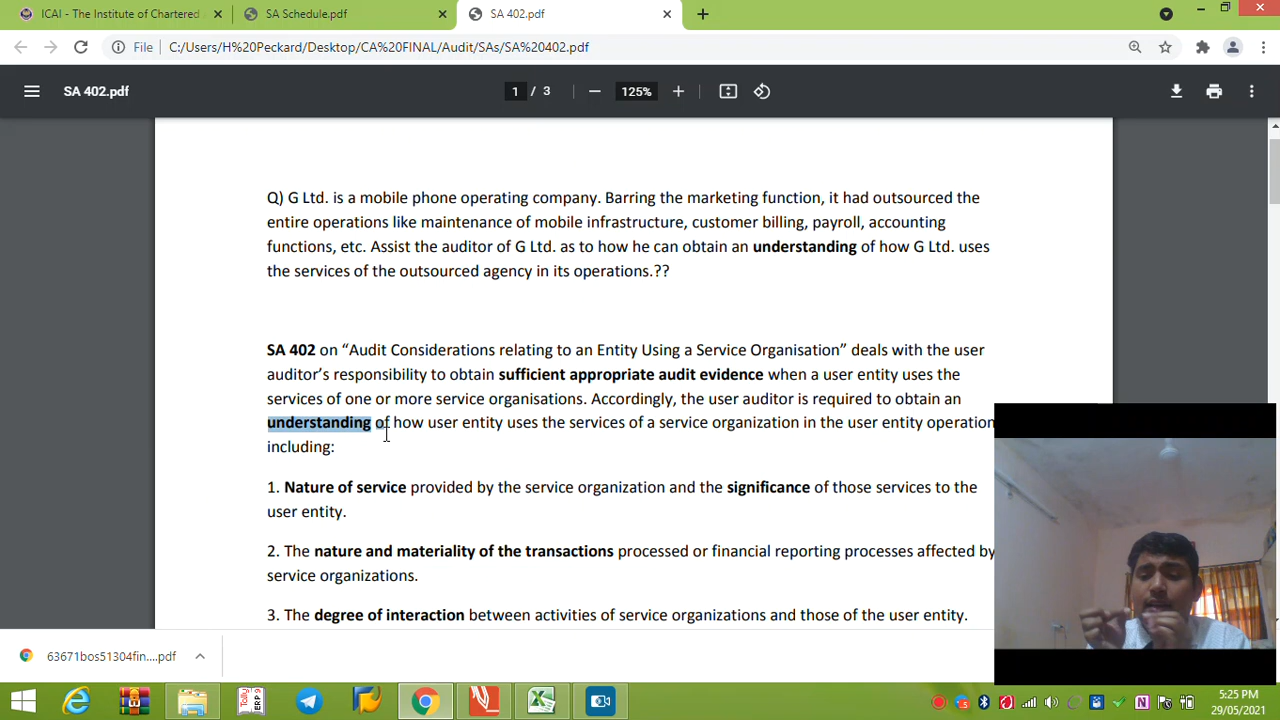 ICAI - The Institute of Chartered
SA Schedule.pdf
SA 402.pdf
File
C:/Users/H%20Peckard/Desktop/CA%20FINAL/Audit/SAs/SA%20402.pdf
SA 402.pdf
1 / 3
125%
Q) G Ltd. is a mobile phone operating company. Barring the marketing function, it had outsourced the
entire operations like maintenance of mobile infrastructure, customer billing, payroll, accounting
functions, etc. Assist the auditor of G Ltd. as to how he can obtain an understanding of how G Ltd. uses
the services of the outsourced agency in its operations.??
SA 402 on “Audit Considerations relating to an Entity Using a Service Organisation” deals with the user
auditor’s responsibility to obtain sufficient appropriate audit evidence when a user entity uses the
services of one or more service organisations. Accordingly, the user auditor is required to obtain an
understanding of how user entity uses the services of a service organization in the user entity operation
including:
1. Nature of service provided by the service organization and the significance of those services to the
user entity.
2. The nature and materiality of the transactions processed or financial reporting processes affected by
service organizations.
3. The degree of interaction between activities of service organizations and those of the user entity.
63671bos51304fin....pdf
5:25 PM
29/05/2021